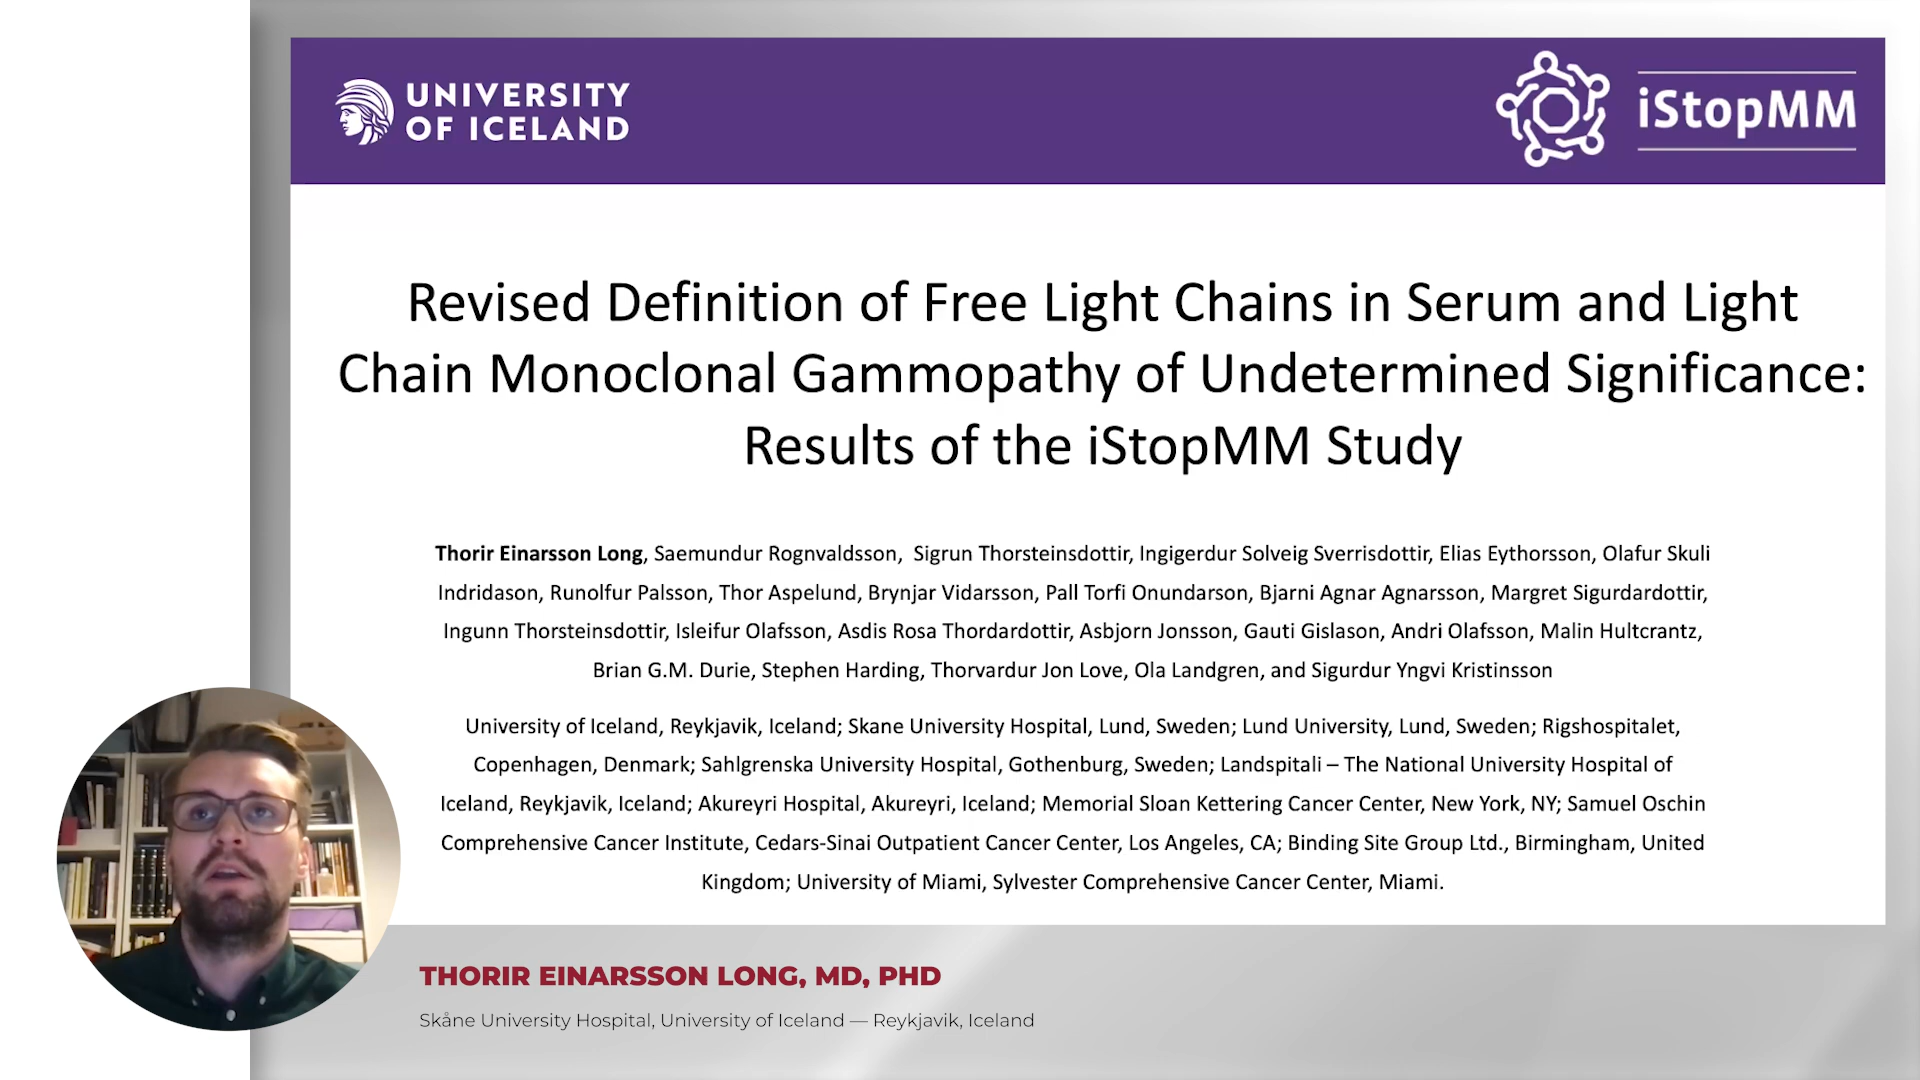 UNIVERSITY
OF ICELAND
iStopMM
Revised Definition of Free Light Chains in Serum and Light
Chain Monoclonal Gammopathy of Undetermined Significance:
Results of the iStopMM Study
Thorir Einarsson Long, Saemundur Rognvaldsson, Sigrun Thorsteinsdottir, Ingigerdur Solveig Sverrisdottir, Elias Eythorsson, Olafur Skuli
Indridason, Runolfur Palsson, Thor Aspelund, Brynjar Vidarsson, Pall Torfi Onundarson, Bjarni Agnar Agnarsson, Margret Sigurdardottir,
Ingunn Thorsteinsdottir, Isleifur Olafsson, Asdis Rosa Thordardottir, Asbjorn Jonsson, Gauti Gislason, Andri Olafsson, Malin Hultcrantz,
Brian G.M. Durie, Stephen Harding, Thorvardur Jon Love, Ola Landgren, and Sigurdur Yngvi Kristinsson
University of Iceland, Reykjavik, Iceland; Skane University Hospital, Lund, Sweden; Lund University, Lund, Sweden; Rigshospitalet,
Copenhagen, Denmark; Sahlgrenska University Hospital, Gothenburg, Sweden; Landspitali – The National University Hospital of
Iceland, Reykjavik, Iceland; Akureyri Hospital, Akureyri, Iceland; Memorial Sloan Kettering Cancer Center, New York, NY; Samuel Oschin
Comprehensive Cancer Institute, Cedars-Sinai Outpatient Cancer Center, Los Angeles, CA; Binding Site Group Ltd., Birmingham, United
Kingdom; University of Miami, Sylvester Comprehensive Cancer Center, Miami.
THORIR EINARSSON LONG, MD, PHD
Skåne University Hospital, University of Iceland — Reykjavik, Iceland